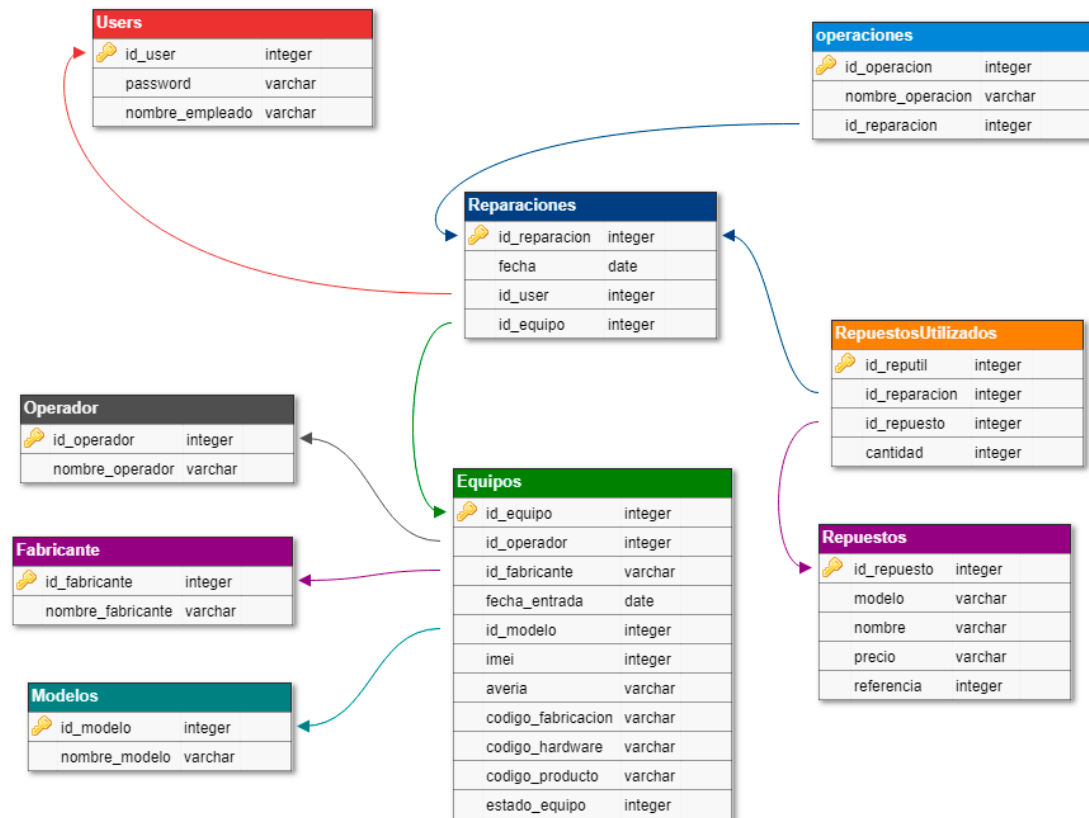 Users
id_user integer
password varchar
nombre_empleado varchar
operaciones
id_operacion integer
nombre_operacion varchar
id_reparacion integer
Reparaciones
id_reparacion integer
fecha date
id_user integer
id_equipo integer
RepuestosUtilizados
id_reputil integer
id_reparacion integer
id_repuesto integer
cantidad integer
Operador
id_operador integer
nombre_operador varchar
Fabricante
id_fabricante integer
nombre_fabricante varchar
Modelos
id_modelo integer
nombre_modelo varchar
Equipos
id_equipo integer
id_operador integer
id_fabricante varchar
fecha_entrada date
id_modelo integer
imei integer
averia varchar
codigo_fabricacion varchar
codigo_hardware varchar
codigo_producto varchar
estado_equipo integer
Repuestos
id_repuesto integer
modelo varchar
nombre varchar
precio varchar
referencia integer